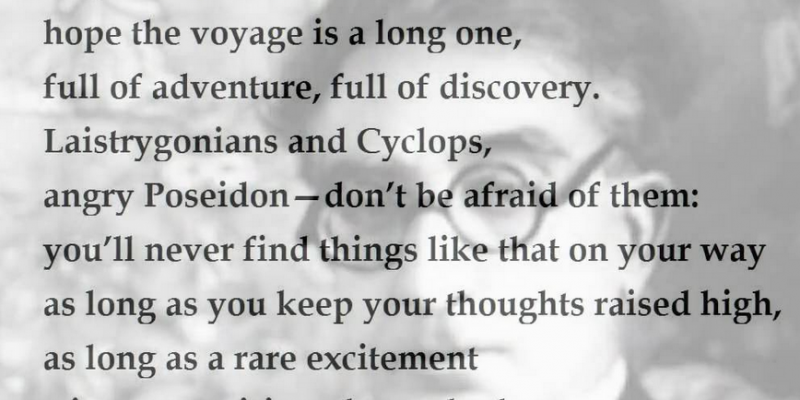 hope the voyage is a long one,
full of adventure, full of discovery.
Laistrygonians and Cyclops,
angry Poseidon—don't be afraid of them:
you'll never find things like that on your way
as long as you keep your thoughts raised high,
as long as a rare excitement